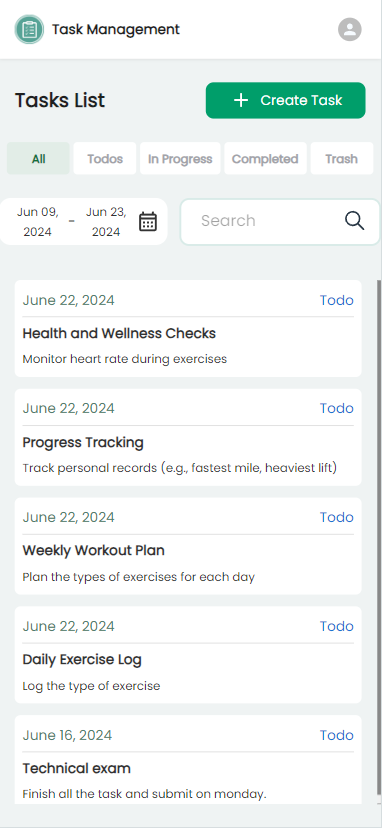 Task Management
Tasks List
Create Task
All Todos In Progress Completed Trash
Jun 09, - Jun 23,
2024 2024
Search
June 22, 2024 Todo
Health and Wellness Checks
Monitor heart rate during exercises
June 22, 2024 Todo
Progress Tracking
Track personal records (e.g., fastest mile, heaviest lift)
June 22, 2024 Todo
Weekly Workout Plan
Plan the types of exercises for each day
June 22, 2024 Todo
Daily Exercise Log
Log the type of exercise
June 16, 2024 Todo
Technical exam
Finish all the task and submit on monday.